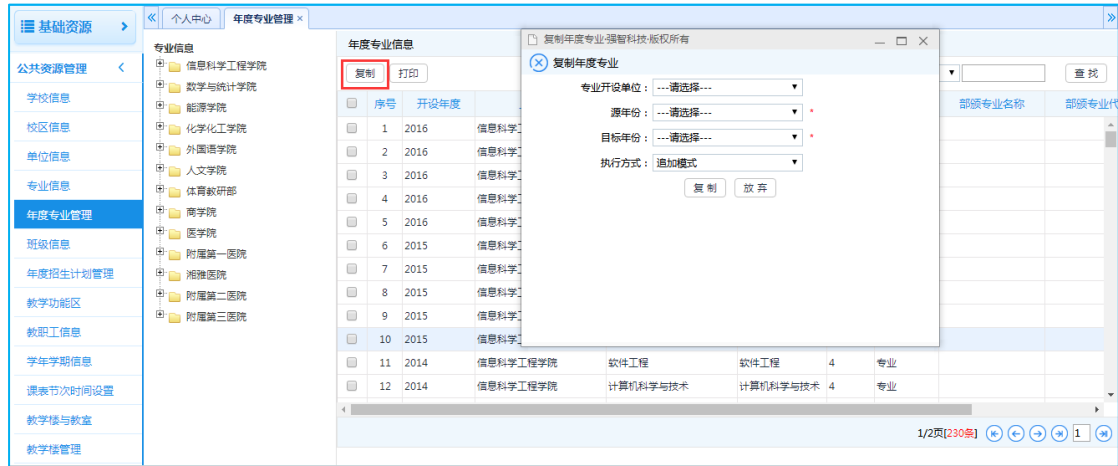 基础资源
个人中心
年度专业管理
公共资源管理
学校信息
校区信息
单位信息
专业信息
年度专业管理
班级信息
年度招生计划管理
教学功能区
教职工信息
学年学期信息
课表节次时间设置
教学楼与教室
教学楼管理
专业信息
信息科学工程学院
数学与统计学院
能源学院
化学化工学院
外国语学院
人文学院
体育教研部
商学院
医学院
附属第一医院
湘雅医院
附属第二医院
附属第三医院
年度专业信息
复制 打印 查 找
序号 开设年度 部颁专业名称 部颁专业代
1 2016 信息科学工
2 2016 信息科学工
3 2016 信息科学工
4 2016 信息科学工
5 2016 信息科学工
6 2015 信息科学工
7 2015 信息科学工
8 2015 信息科学工
9 2015 信息科学工
10 2015 信息科学工
11 2014 信息科学工程学院 软件工程 软件工程 4 专业
12 2014 信息科学工程学院 计算机科学与技术 计算机科学与技术 4 专业
1/2页[230条] 1
复制年度专业-强智科技-版权所有
复制年度专业
专业开设单位： ---请选择---
源年份： ---请选择--- *
目标年份： ---请选择--- *
执行方式： 追加模式
复 制 放 弃